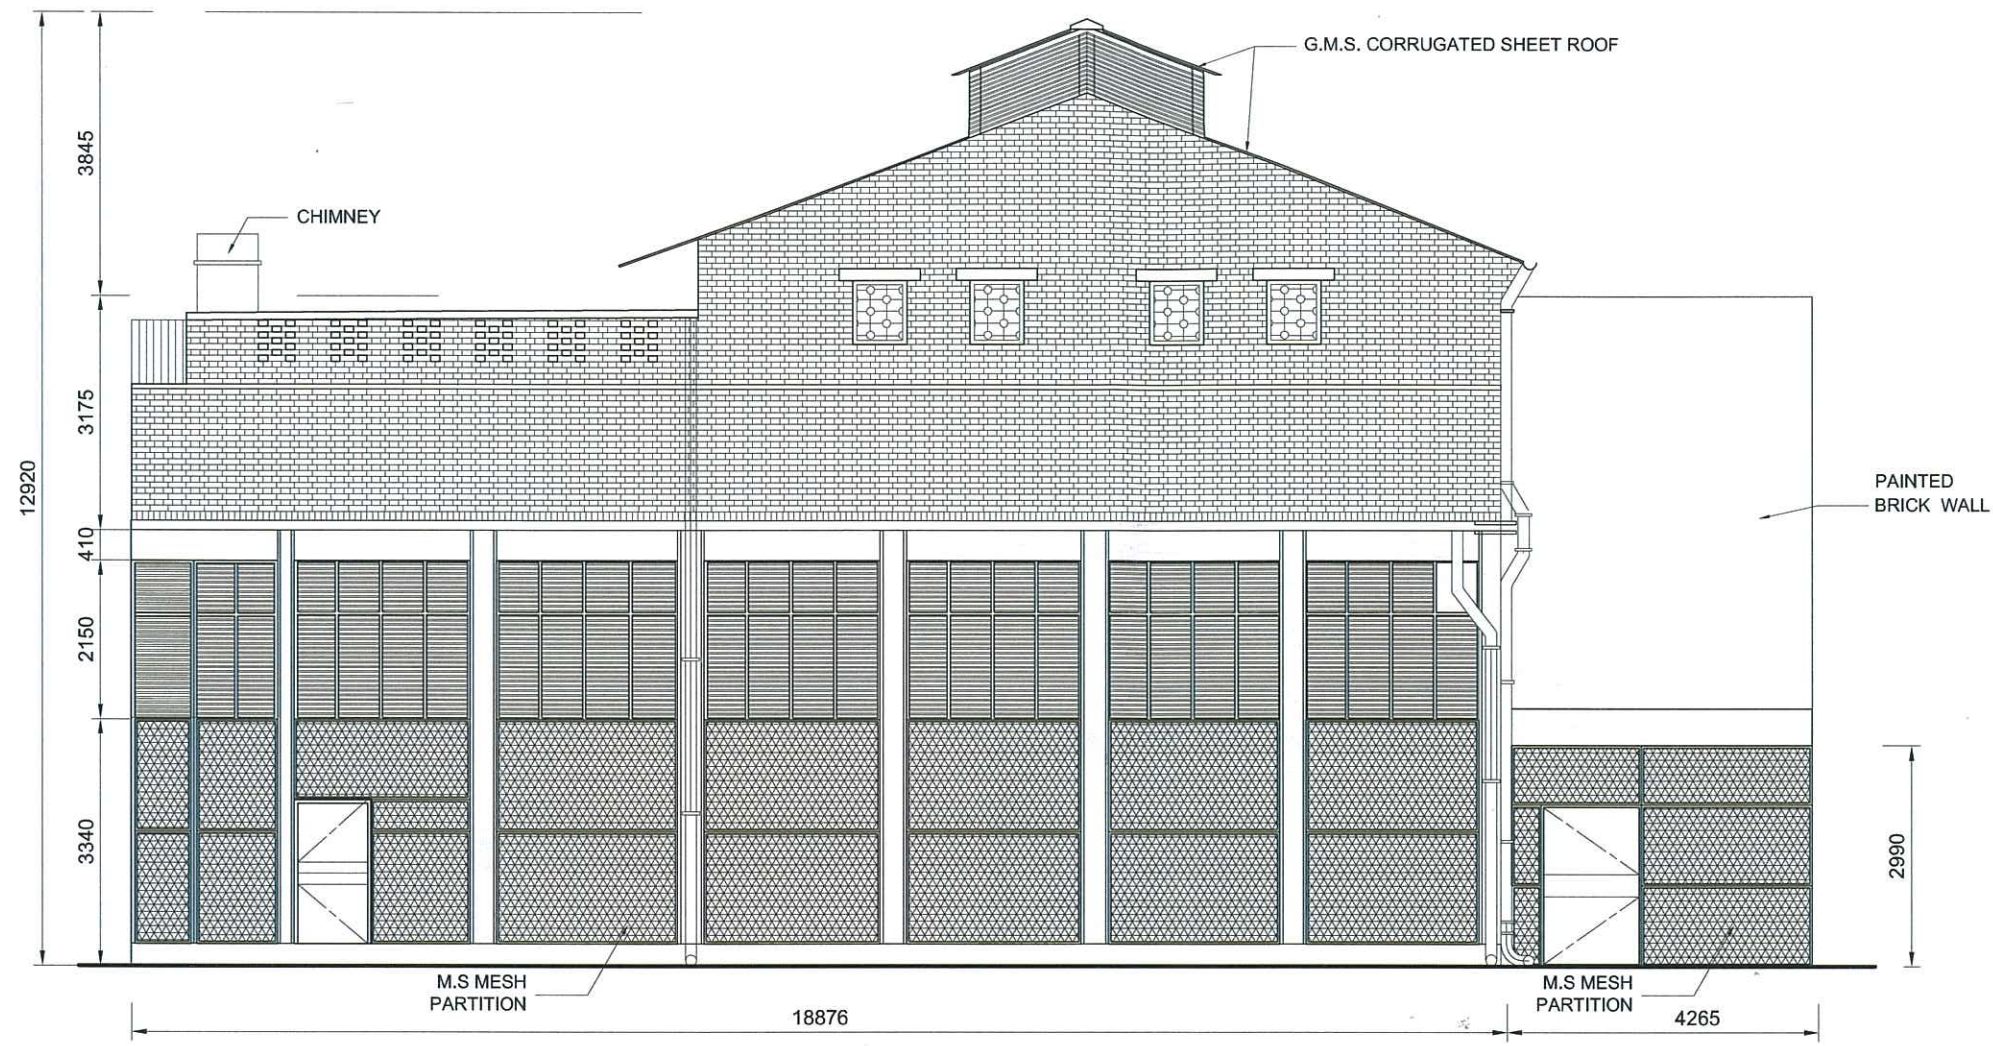 G.M.S. CORRUGATED SHEET ROOF
3845
CHIMNEY
3175
12920
PAINTED
BRICK WALL
410
2150
3340
2990
M.S MESH
PARTITION
M.S MESH
PARTITION
18876
4265